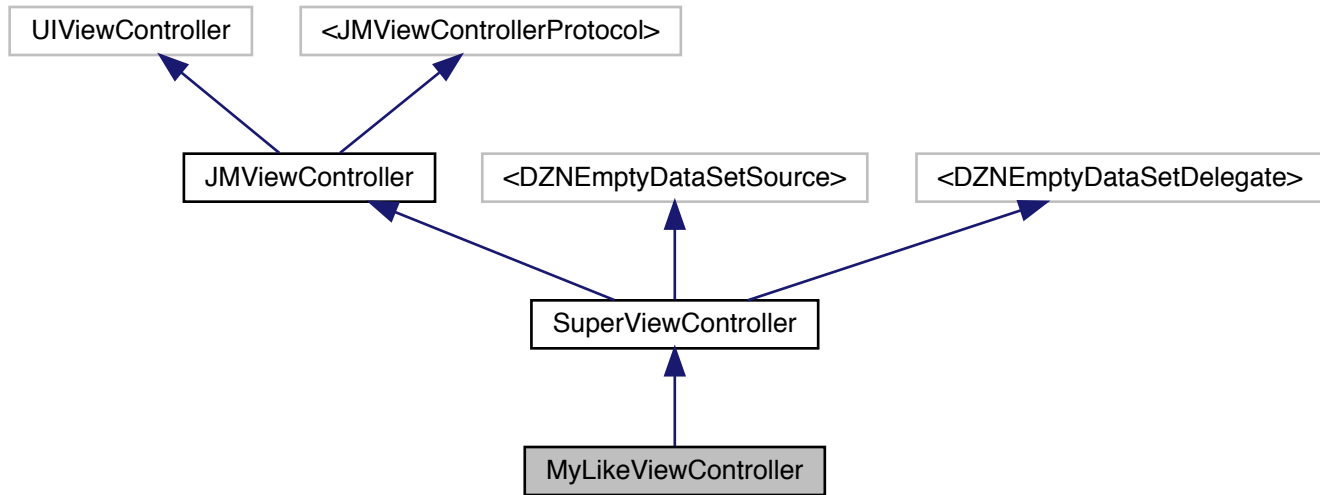 UIViewController
<JMViewControllerProtocol>
JMViewController
<DZNEmptyDataSetSource>
<DZNEmptyDataSetDelegate>
SuperViewController
MyLikeViewController